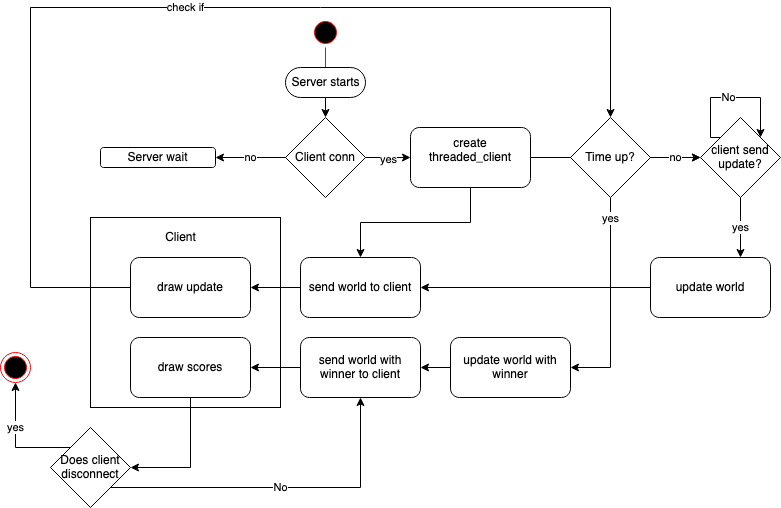 check if
Server starts
Client conn
no
Server wait
yes
create
threaded_client
Time up?
no
No
client send
update?
yes
yes
Client
draw update
send world to client
update world
draw scores
send world with
winner to client
update world with
winner
yes
Does client
disconnect
No